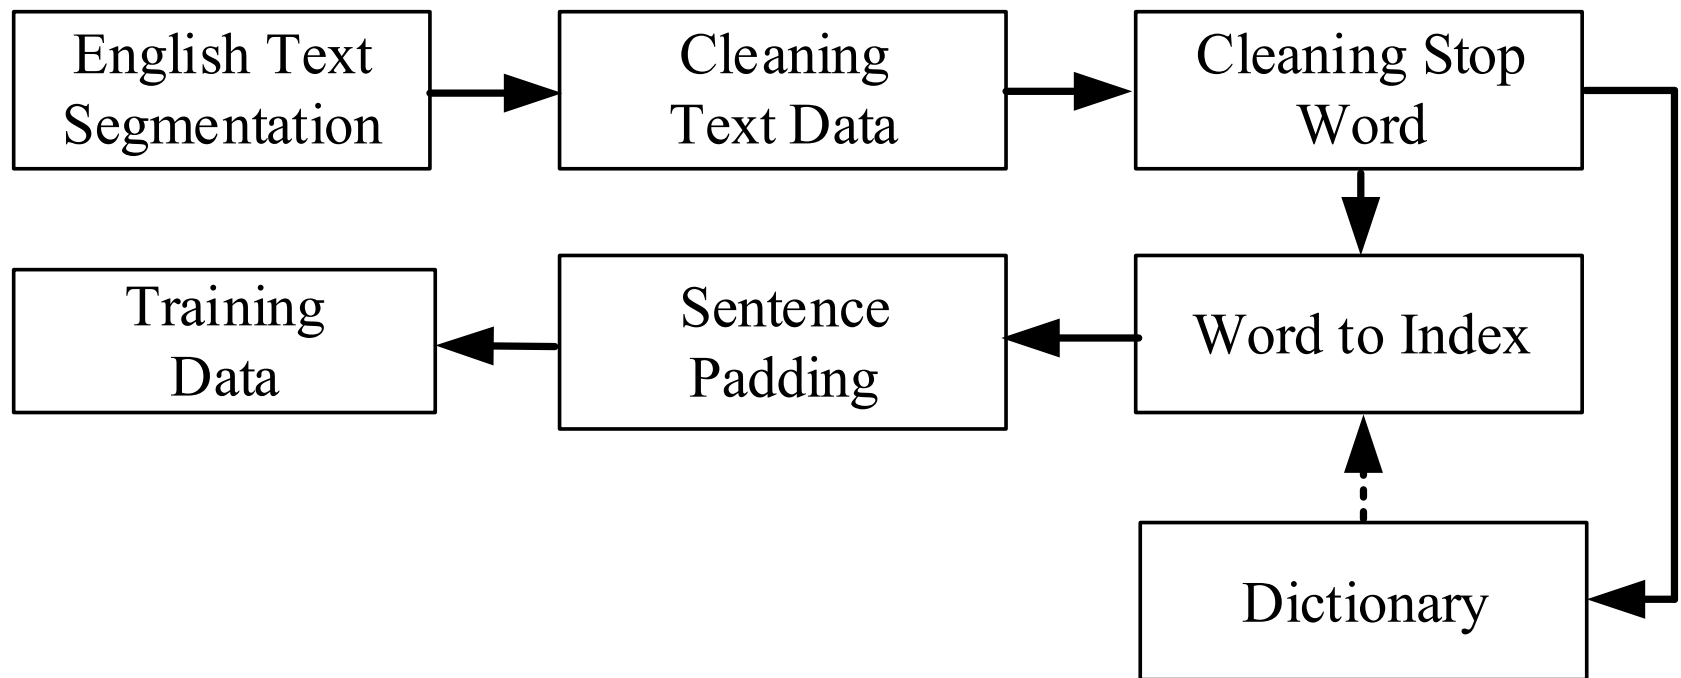 English Text
Segmentation
Cleaning
Text Data
Cleaning Stop
Word
Training
Data
Sentence
Padding
Word to Index
Dictionary